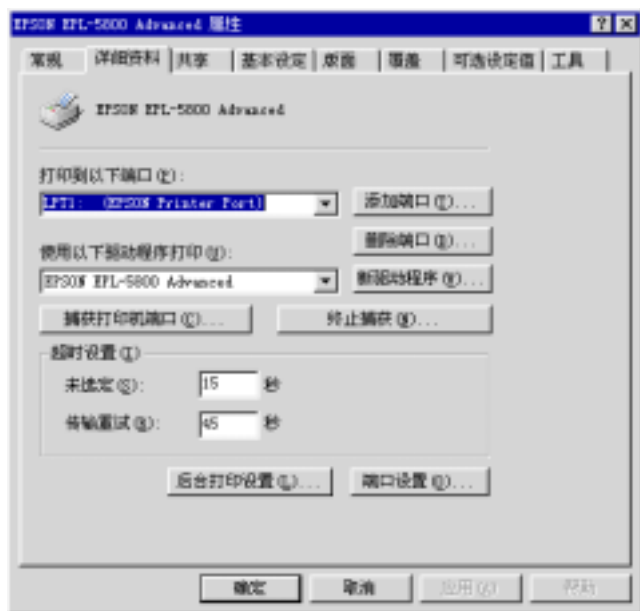 EPSON EPL-5800 Advanced 属性
常规 详细资料 共享 基本设定 版面 覆盖 可选设定值 工具
EPSON EPL-5800 Advanced
打印到以下端口(P):
LPT1: (EPSON Printer Port)
添加端口(T)...
删除端口(D)...
使用以下驱动程序打印(U):
EPSON EPL-5800 Advanced
新驱动程序(W)...
捕获打印机端口(C)... 终止捕获(N)...
超时设置(T)
未选定(S): 15 秒
传输重试(R): 45 秒
后台打印设置(L)... 端口设置(O)...
确定 取消 应用(A) 帮助